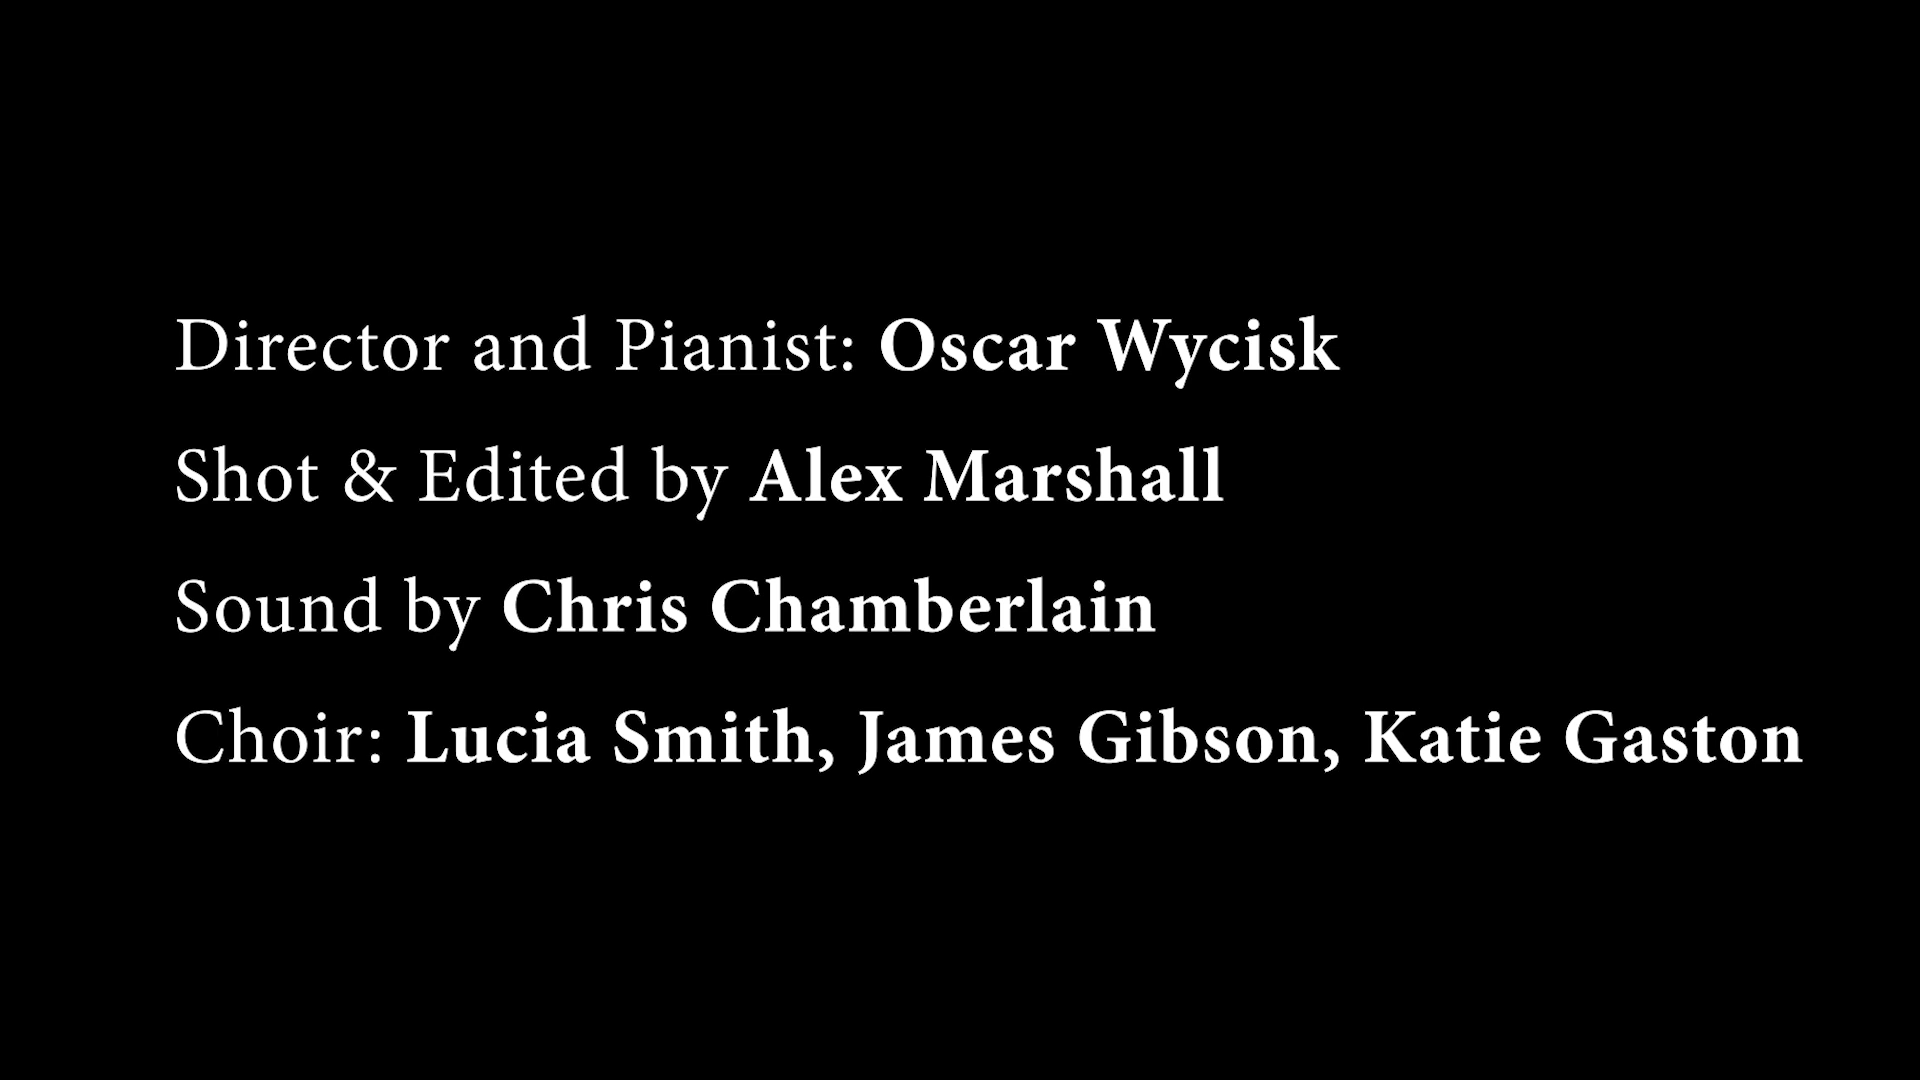 Director and Pianist: Oscar Wycisk
Shot & Edited by Alex Marshall
Sound by Chris Chamberlain
Choir: Lucia Smith, James Gibson, Katie Gaston